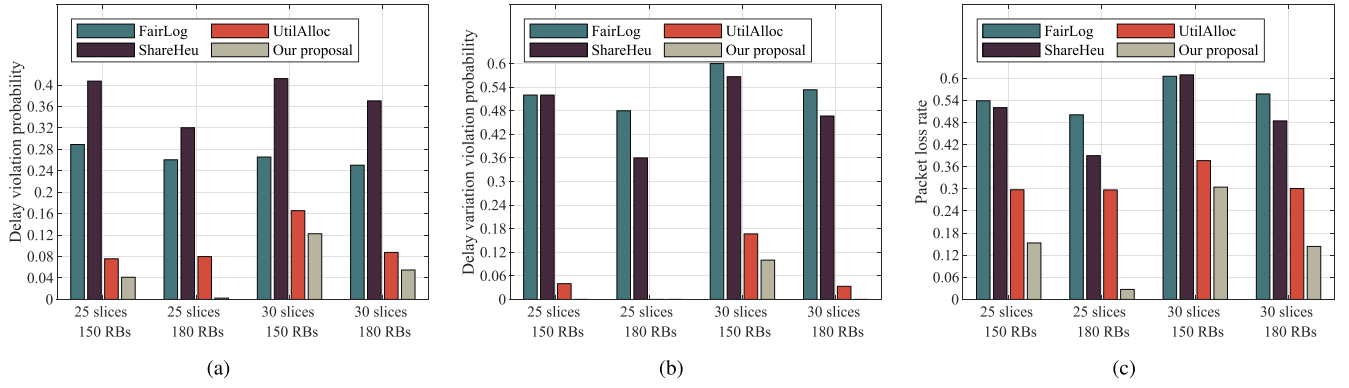 FairLog UtilAlloc
ShareHeu Our proposal
Delay violation probability
0.4
0.36
0.32
0.28
0.24
0.2
0.16
0.12
0.08
0.04
0
25 slices 25 slices 30 slices 30 slices
150 RBs 180 RBs 150 RBs 180 RBs
(a)
FairLog UtilAlloc
ShareHeu Our proposal
Delay variation violation probability
0.6
0.54
0.48
0.42
0.36
0.3
0.24
0.18
0.12
0.06
0
25 slices 25 slices 30 slices 30 slices
150 RBs 180 RBs 150 RBs 180 RBs
(b)
FairLog UtilAlloc
ShareHeu Our proposal
Packet loss rate
0.6
0.54
0.48
0.42
0.36
0.3
0.24
0.18
0.12
0.06
0
25 slices 25 slices 30 slices 30 slices
150 RBs 180 RBs 150 RBs 180 RBs
(c)